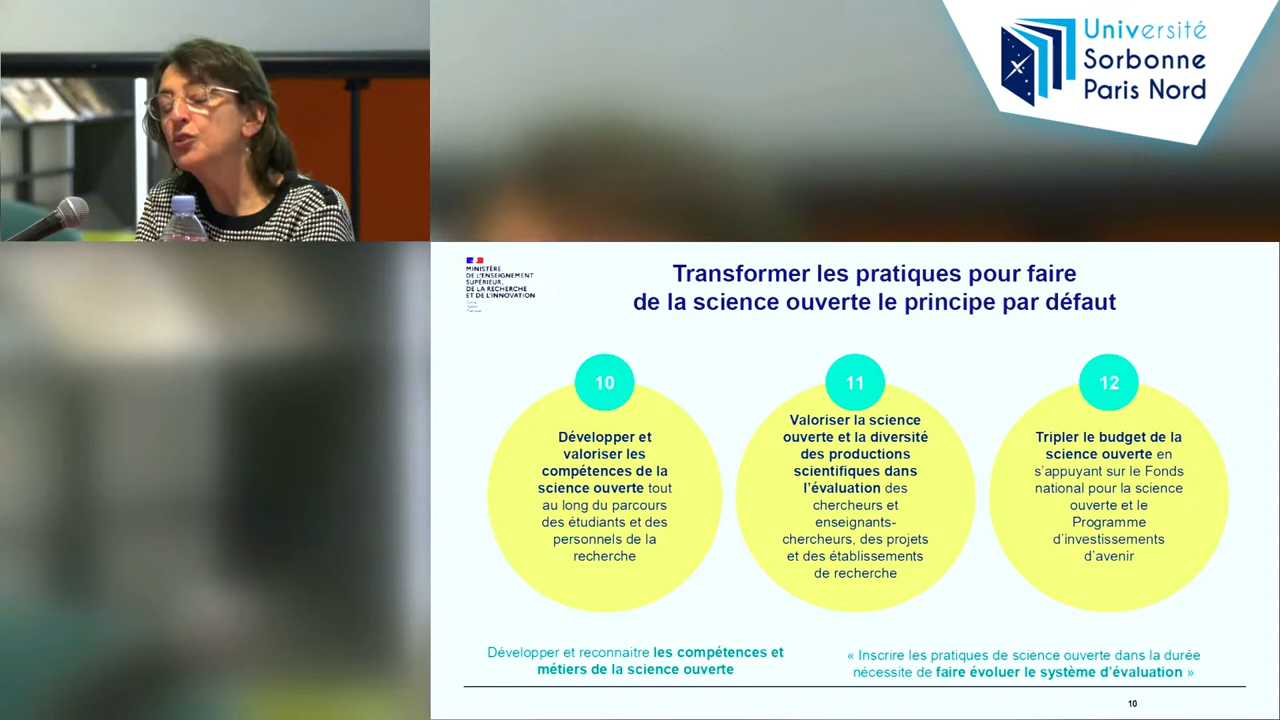 Université
Sorbonne
Paris Nord
MINISTÈRE
DE L'ENSEIGNEMENT
SUPÉRIEUR,
DE LA RECHERCHE
ET DE L'INNOVATION
Transformer les pratiques pour faire
de la science ouverte le principe par défaut
10
Développer et
valoriser les
compétences de la
science ouverte tout
au long du parcours
des étudiants et des
personnels de la
recherche
11
Valoriser la science
ouverte et la diversité
des productions
scientifiques dans
l'évaluation des
chercheurs et
enseignants-
chercheurs, des projets
et des établissements
de recherche
12
Tripler le budget de la
science ouverte en
s'appuyant sur le Fonds
national pour la science
ouverte et le
Programme
d'investissements
d'avenir
Développer et reconnaitre les compétences et
métiers de la science ouverte
« Inscrire les pratiques de science ouverte dans la durée
nécessite de faire évoluer le système d'évaluation »
10